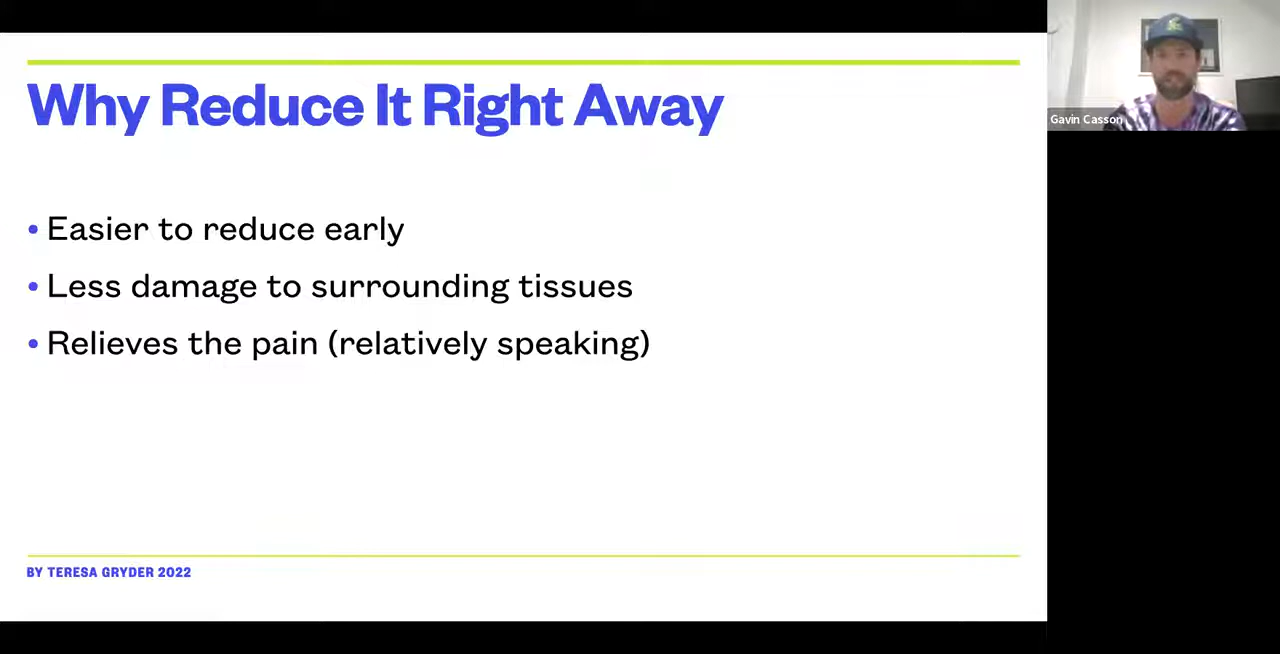 Why Reduce It Right Away
• Easier to reduce early
• Less damage to surrounding tissues
• Relieves the pain (relatively speaking)
BY TERESA GRYDER 2022
Gavin Casson